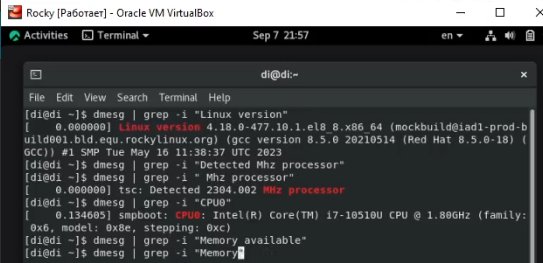 Rocky [Работает] - Oracle VM VirtualBox
Activities Terminal Sep 7 21:57 en
di@di:~
File Edit View Search Terminal Help
[di@di ~]$ dmesg | grep -i "Linux version"
[    0.000000] Linux version 4.18.0-477.10.1.el8_8.x86_64 (mockbuild@iad1-prod-b
uild001.bld.equ.rockylinux.org) (gcc version 8.5.0 20210514 (Red Hat 8.5.0-18) (
GCC)) #1 SMP Tue May 16 11:38:37 UTC 2023
[di@di ~]$ dmesg | grep -i "Detected Mhz processor"
[di@di ~]$ dmesg | grep -i " Mhz processor"
[    0.000000] tsc: Detected 2304.002 MHz processor
[di@di ~]$ dmesg | grep -i "CPU0"
[    0.134605] smpboot: CPU0: Intel(R) Core(TM) i7-10510U CPU @ 1.80GHz (family:
 0x6, model: 0x8e, stepping: 0xc)
[di@di ~]$ dmesg | grep -i "Memory available"
[di@di ~]$ dmesg | grep -i "Memory"